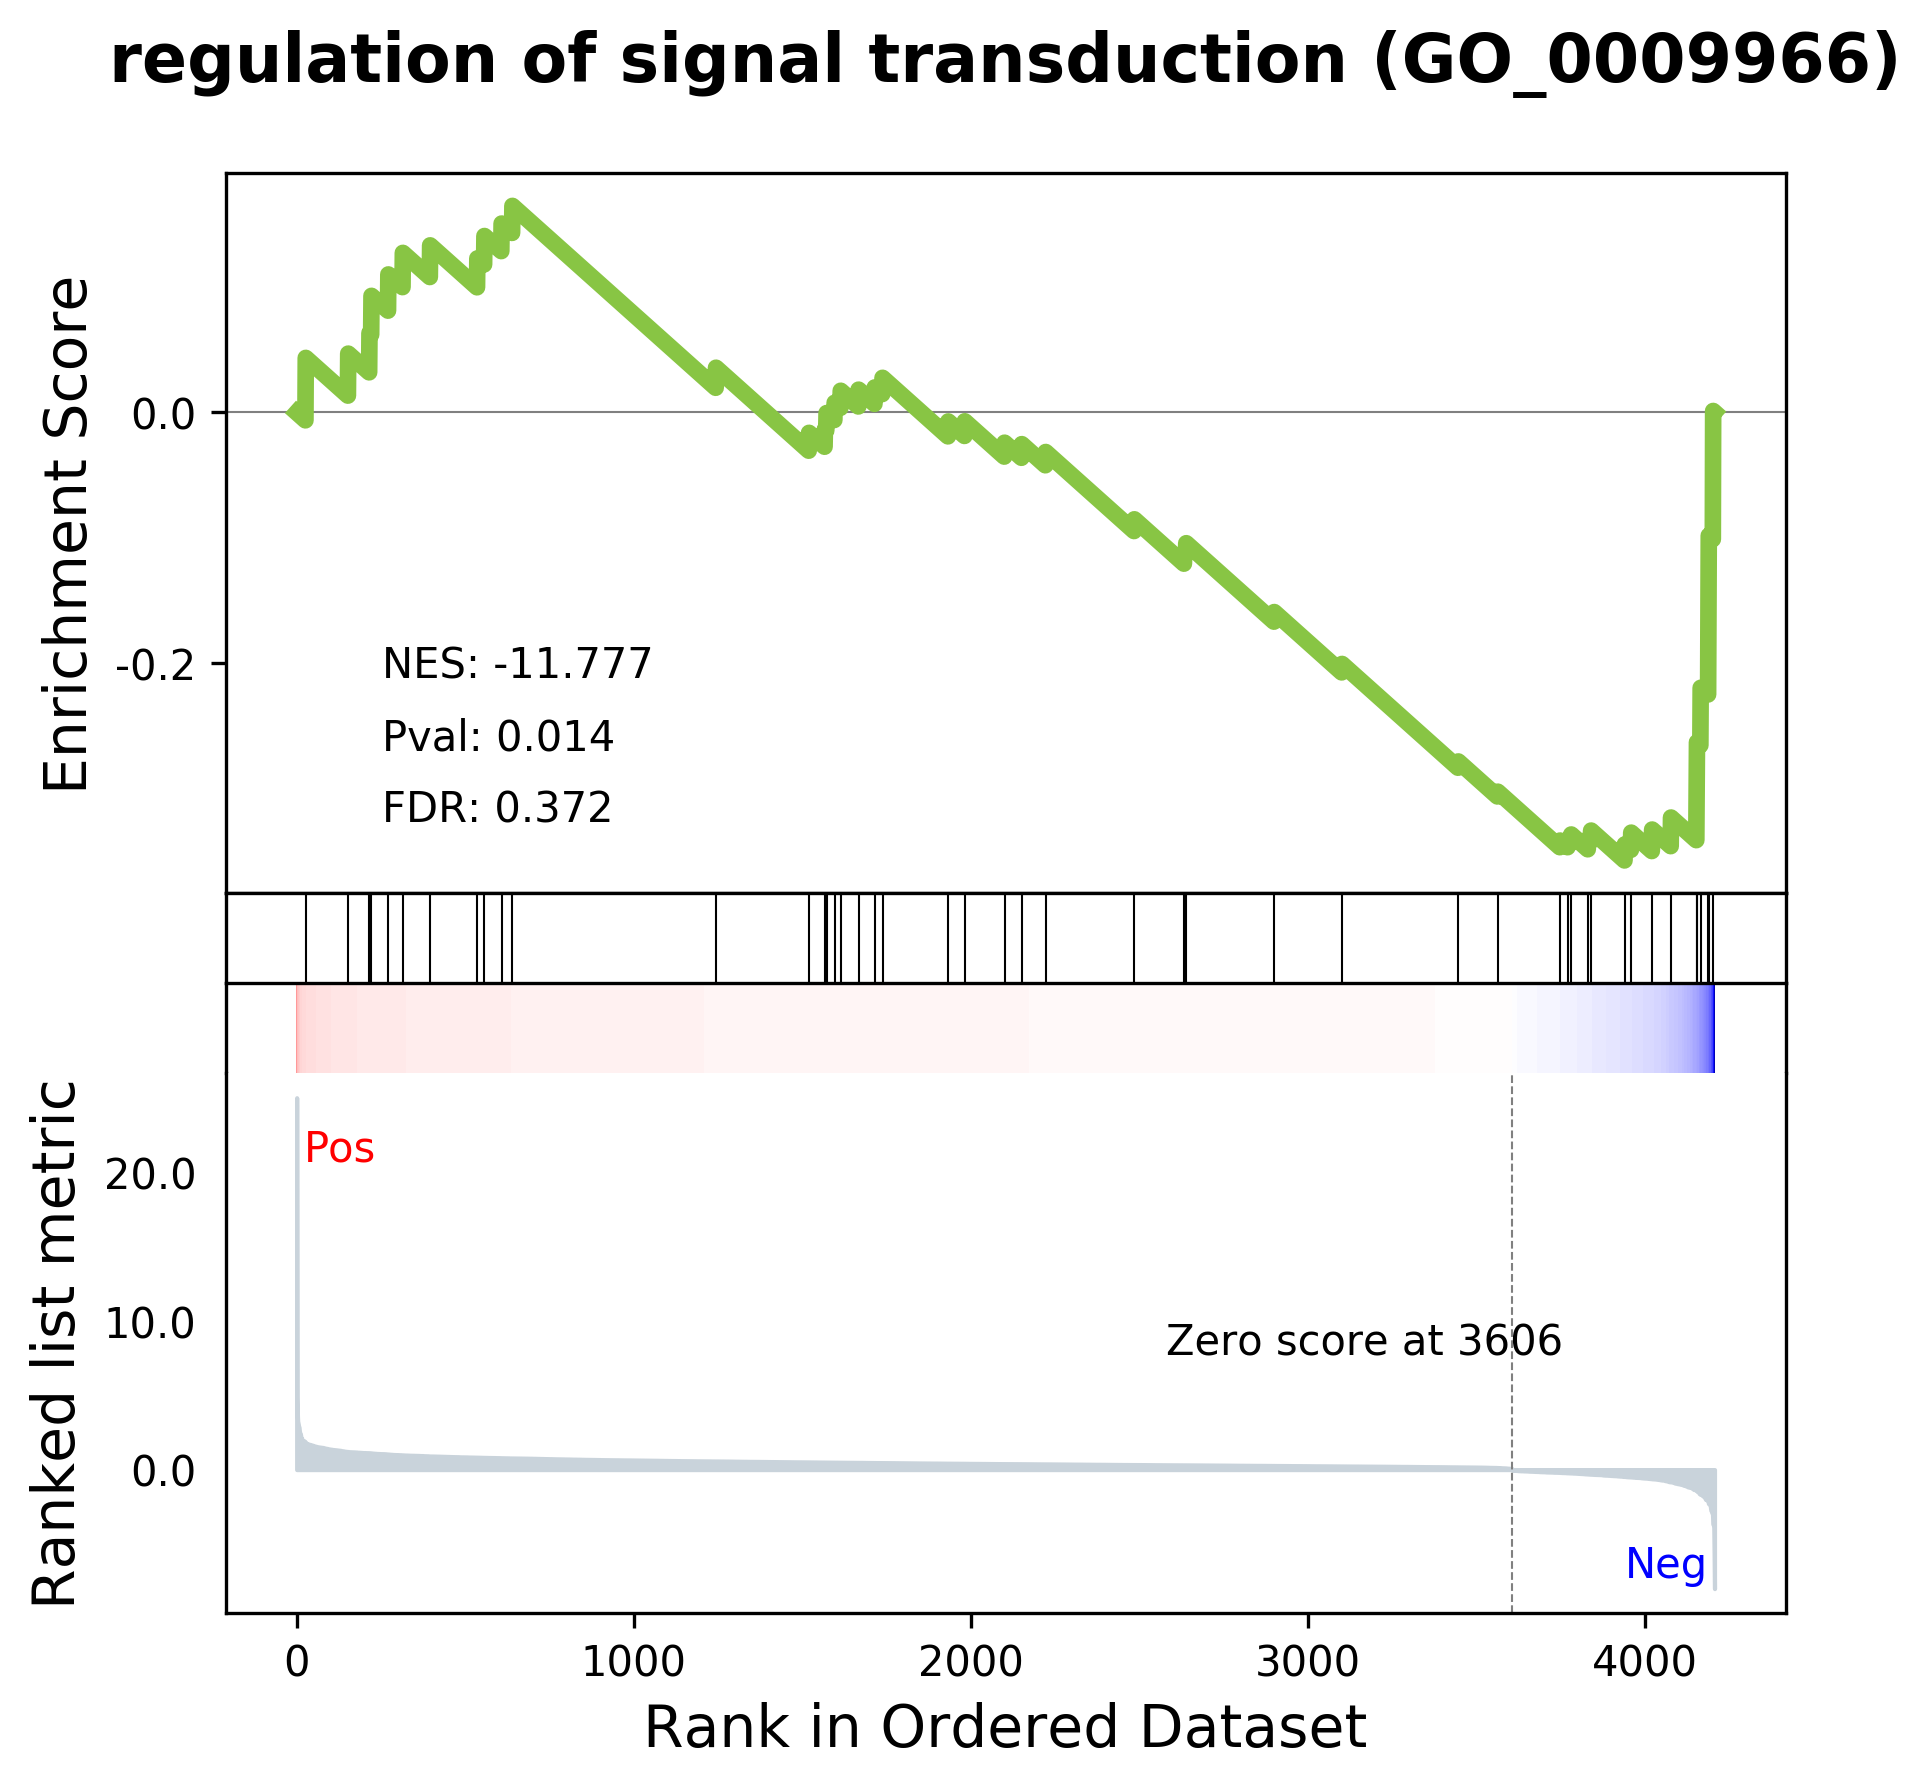 regulation of signal transduction (GO_0009966)
Enrichment Score
0.0
-0.2
NES: -11.777
Pval: 0.014
FDR: 0.372
Ranked list metric
20.0
10.0
0.0
Pos
Zero score at 3606
Neg
0 1000 2000 3000 4000
Rank in Ordered Dataset